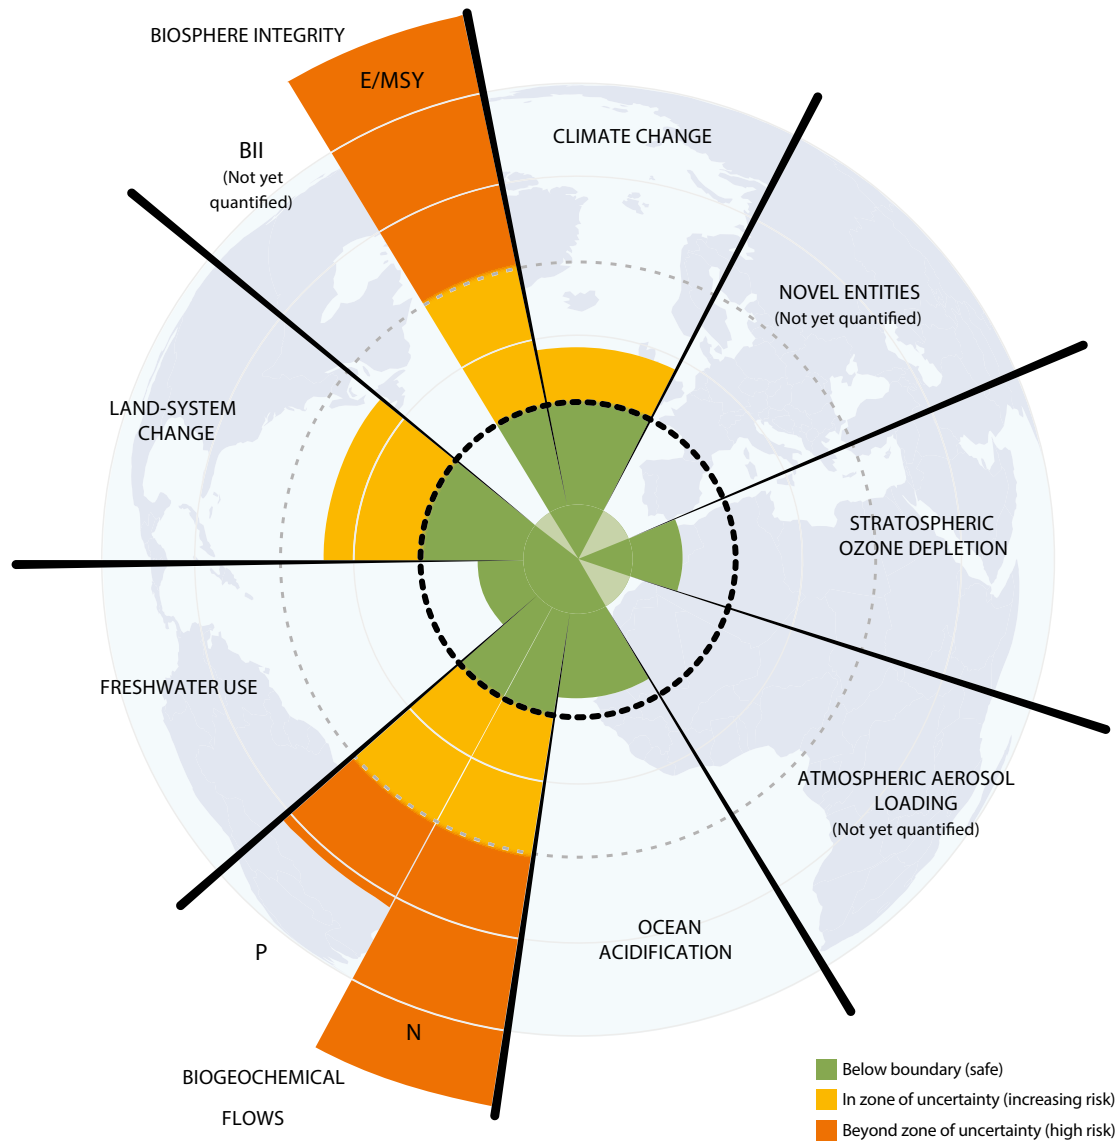 BIOSPHERE INTEGRITY
E/MSY
BII
(Not yet
quantified)
CLIMATE CHANGE
NOVEL ENTITIES
(Not yet quantified)
LAND-SYSTEM
CHANGE
STRATOSPHERIC
OZONE DEPLETION
FRESHWATER USE
ATMOSPHERIC AEROSOL
LOADING
(Not yet quantified)
P
OCEAN
ACIDIFICATION
N
BIOGEOCHEMICAL
FLOWS
Below boundary (safe)
In zone of uncertainty (increasing risk)
Beyond zone of uncertainty (high risk)